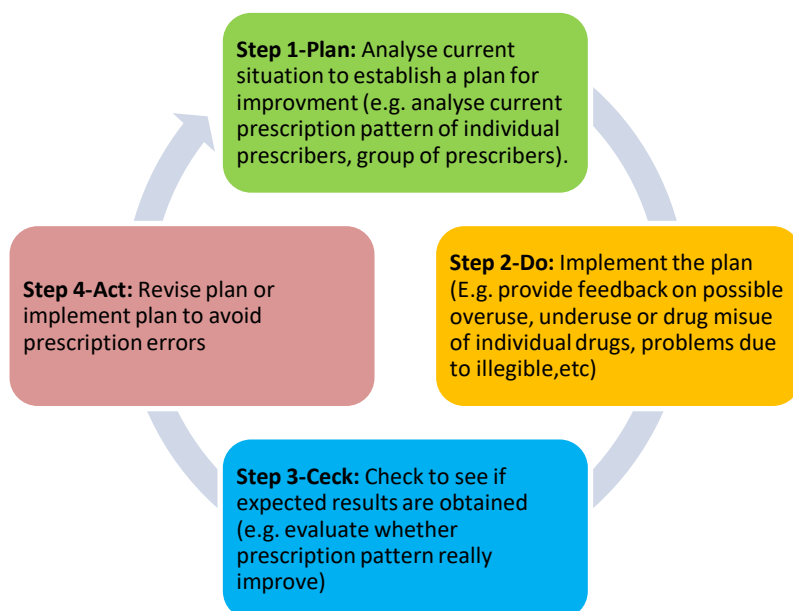 Step 1-Plan: Analyse current
situation to establish a plan for
improvment (e.g. analyse current
prescription pattern of individual
prescribers, group of prescribers).
Step 2-Do: Implement the plan
(E.g. provide feedback on possible
overuse, underuse or drug misue
of individual drugs, problems due
to illegible,etc)
Step 3-Ceck: Check to see if
expected results are obtained
(e.g. evaluate whether
prescription pattern really
improve)
Step 4-Act: Revise plan or
implement plan to avoid
prescription errors